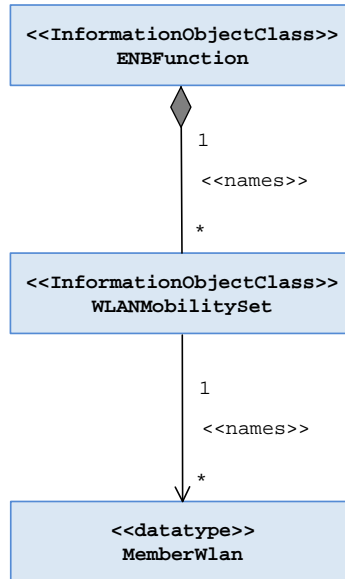 <<InformationObjectClass>>
ENBFunction
1
<<names>>
*
<<InformationObjectClass>>
WLANMobilitySet
1
<<names>>
*
<<datatype>>
MemberWlan